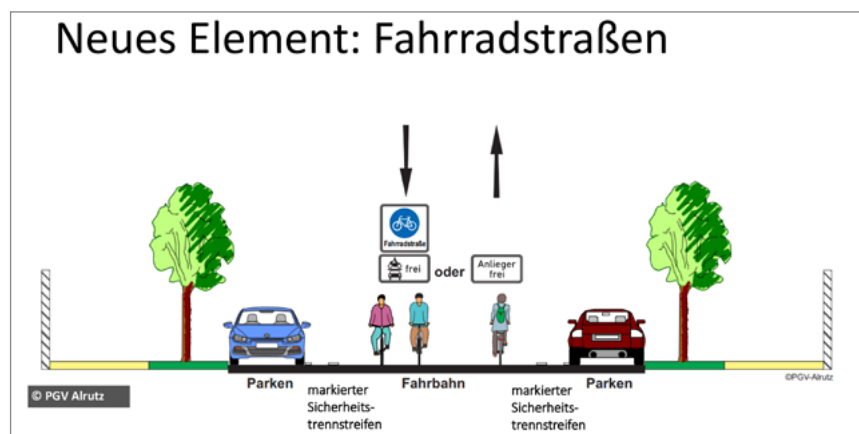 Neues Element: Fahrradstraßen
Fahrradstraße
frei oder Anlieger
frei
Parken
markierter
Sicherheits-
trennstreifen
Fahrbahn
markierter
Sicherheits-
trennstreifen
Parken
©PGV-Alrutz
© PGV Alrutz